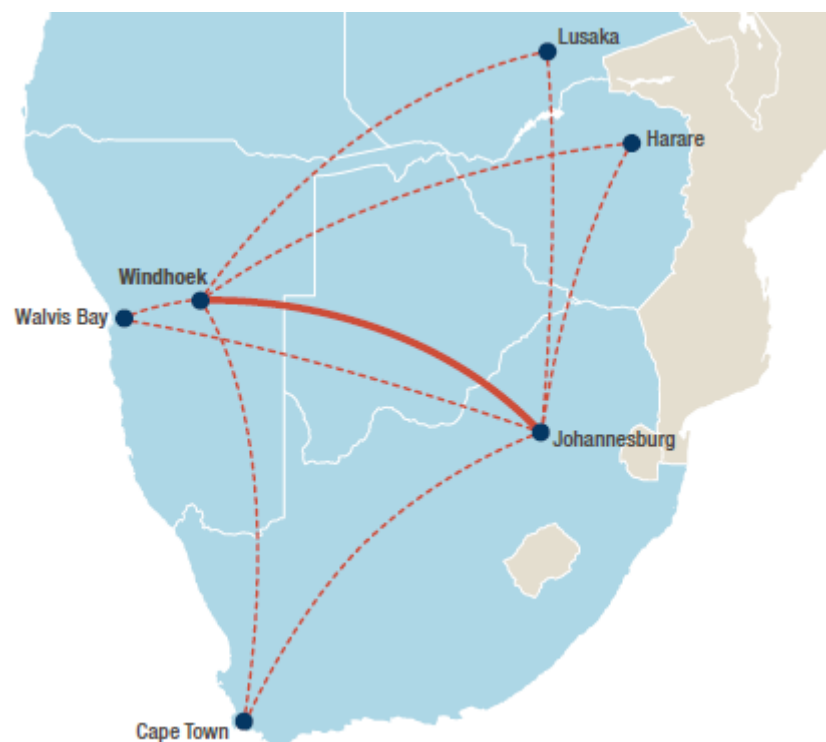 Lusaka
Harare
Windhoek
Walvis Bay
Johannesburg
Cape Town